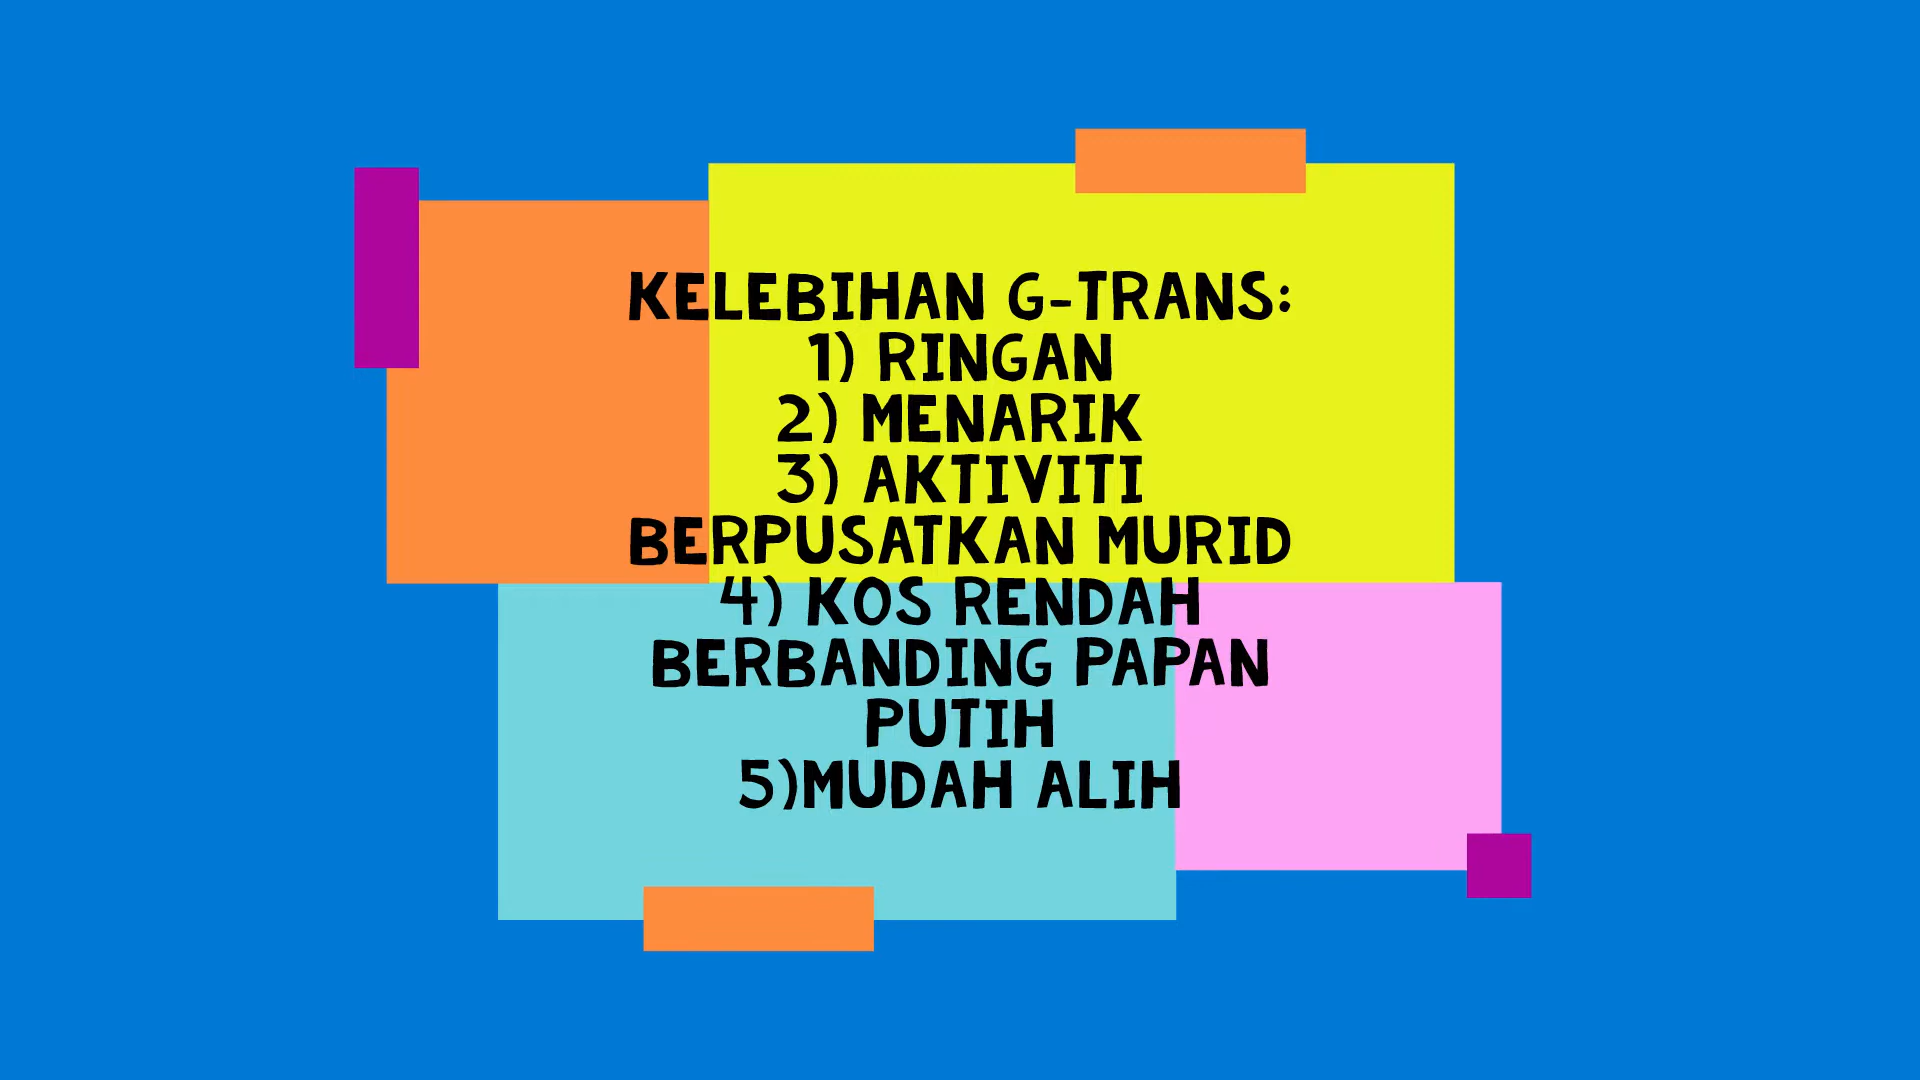 KELEBIHAN G-TRANS:
1) RINGAN
2) MENARIK
3) AKTIVITI
BERPUSATKAN MURID
4) KOS RENDAH
BERBANDING PAPAN
PUTIH
5)MUDAH ALIH